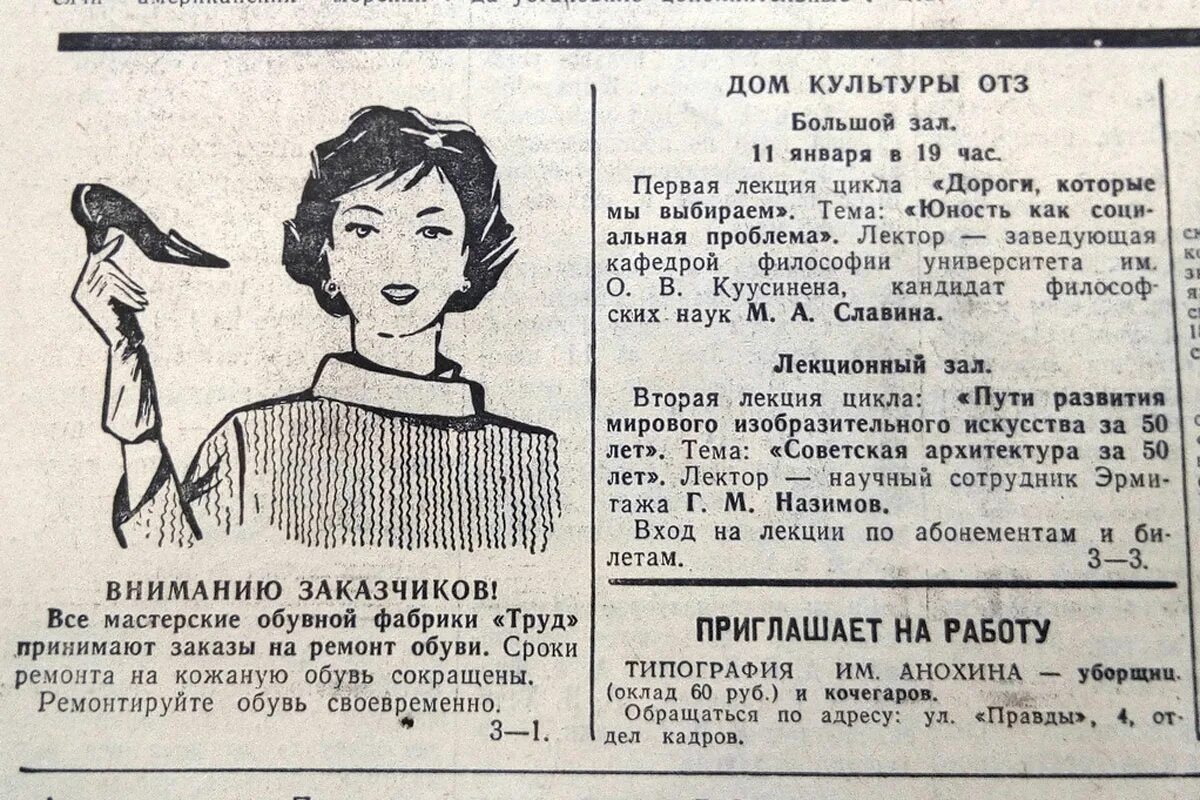 ВНИМАНИЮ ЗАКАЗЧИКОВ!
Все мастерские обувной фабрики «Труд»
принимают заказы на ремонт обуви. Сроки
ремонта на кожаную обувь сокращены.
Ремонтируйте обувь своевременно.
3—1.
ДОМ КУЛЬТУРЫ ОТЗ
Большой зал.
11 января в 19 час.
Первая лекция цикла «Дороги, которые
мы выбираем». Тема: «Юность как соци-
альная проблема». Лектор — заведующая
кафедрой философии университета им.
О. В. Куусинена, кандидат философ-
ских наук М. А. Славина.
Лекционный зал.
Вторая лекция цикла: «Пути развития
мирового изобразительного искусства за 50
лет». Тема: «Советская архитектура за 50
лет». Лектор — научный сотрудник Эрми-
тажа Г. М. Назимов.
Вход на лекции по абонементам и би-
летам. 3—3.
ПРИГЛАШАЕТ НА РАБОТУ
ТИПОГРАФИЯ ИМ. АНОХИНА — уборщиц
(оклад 60 руб.) и кочегаров.
Обращаться по адресу: ул. «Правды», 4, от-
дел кадров.